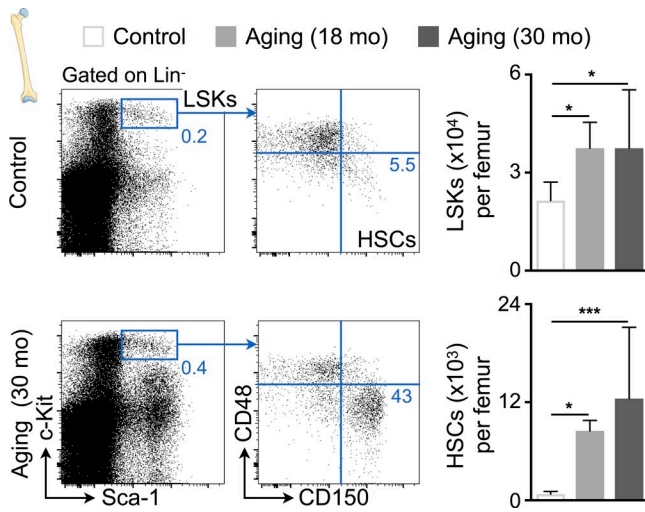 Control Aging (18 mo) Aging (30 mo)
Gated on Lin-
LSKs
0.2
5.5
HSCs
Control
6
3
0
LSKs (x10⁴)
per femur
*
*
0.4
43
Aging (30 mo)
c-Kit
Sca-1
CD48
CD150
24
12
0
HSCs (x10³)
per femur
***
*